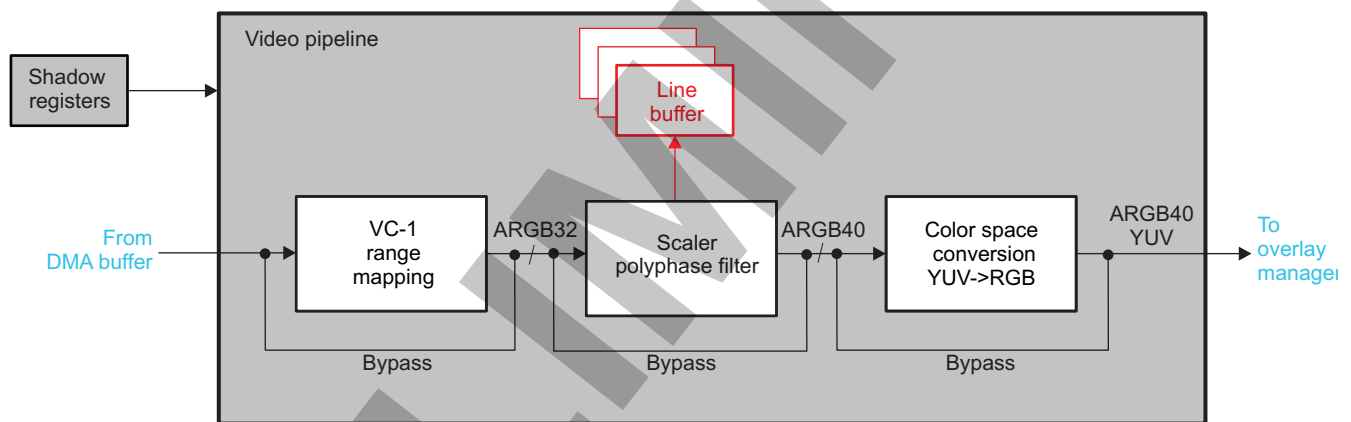 Video pipeline
Shadow
registers
Line
buffer
From
DMA buffer
VC-1
range
mapping
ARGB32
Scaler
polyphase filter
ARGB40
Color space
conversion
YUV->RGB
ARGB40
YUV
To
overlay
manager
Bypass
Bypass
Bypass